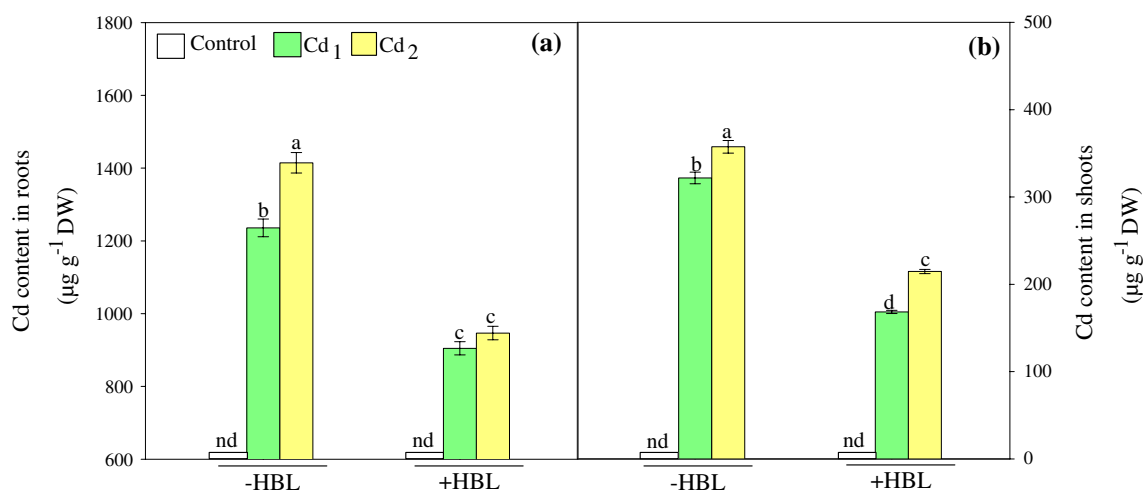 1800
1600
1400
1200
1000
800
600
Cd content in roots
(µg g-1 DW)
Control Cd 1 Cd 2
(a)
nd b a
nd c c
-HBL +HBL
(b)
nd b a
nd d c
-HBL +HBL
500
400
300
200
100
0
Cd content in shoots
(µg g-1 DW)